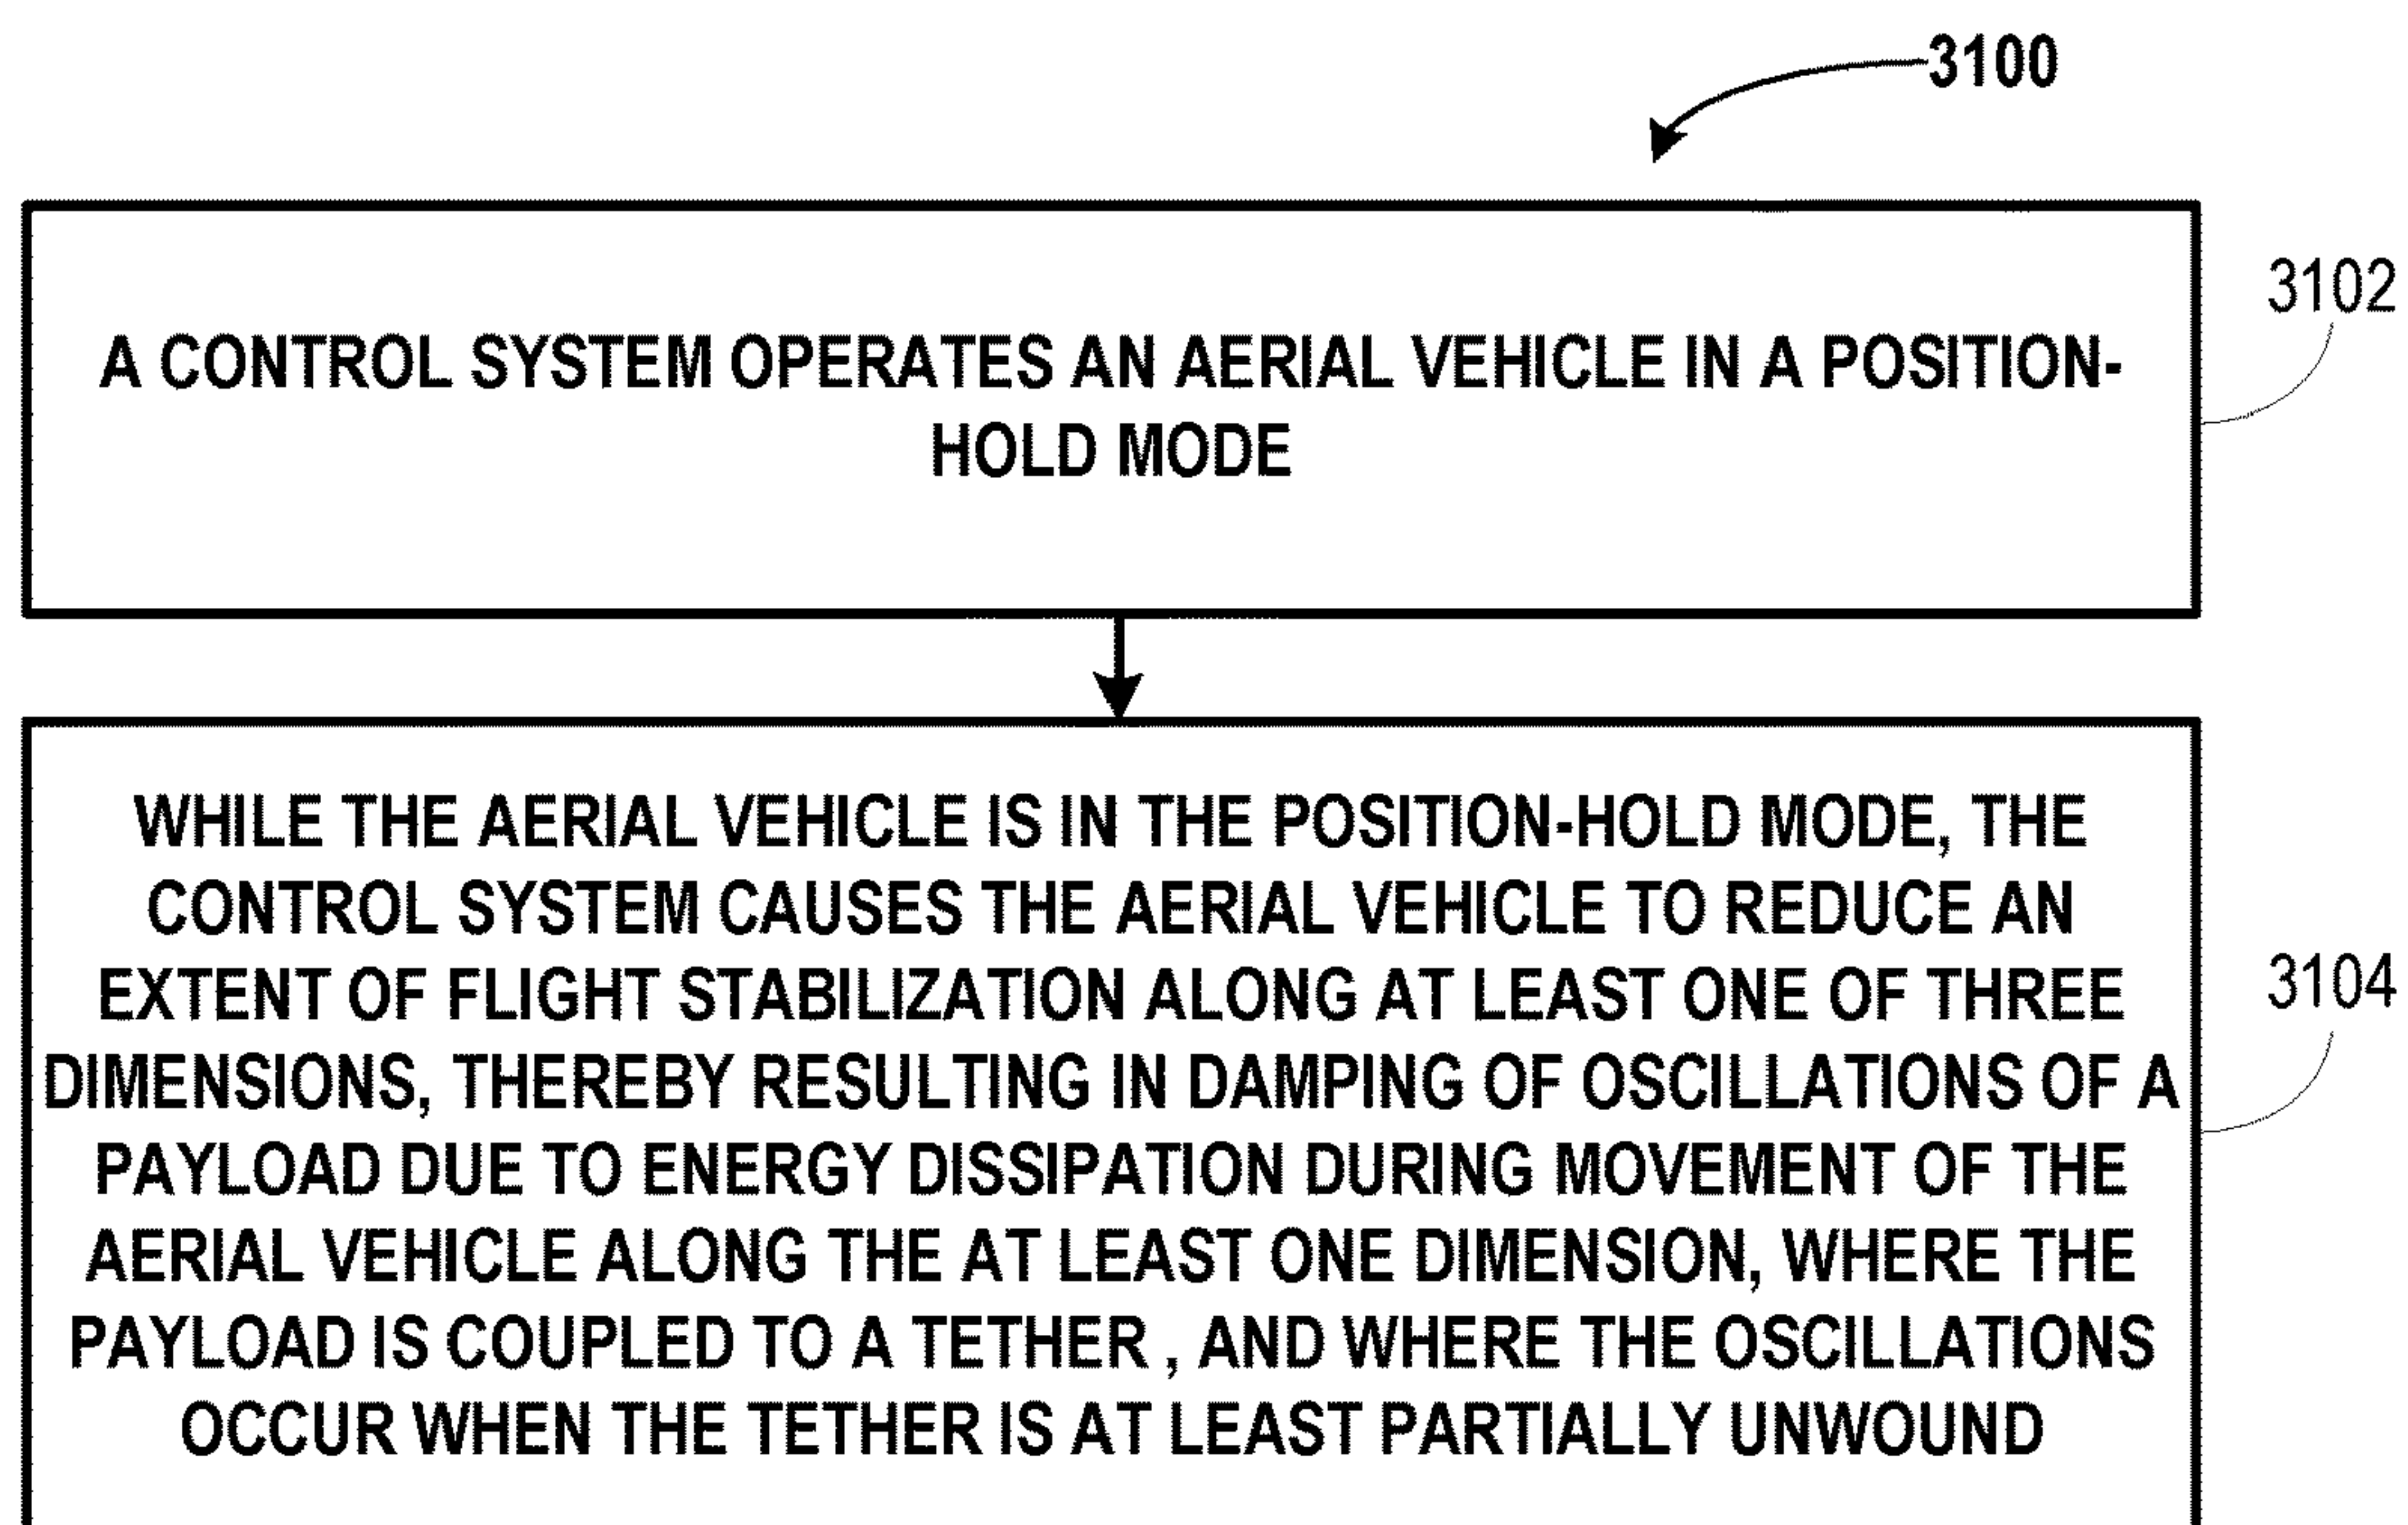 3100
A CONTROL SYSTEM OPERATES AN AERIAL VEHICLE IN A POSITION-
HOLD MODE
3102
WHILE THE AERIAL VEHICLE IS IN THE POSITION-HOLD MODE, THE
CONTROL SYSTEM CAUSES THE AERIAL VEHICLE TO REDUCE AN
EXTENT OF FLIGHT STABILIZATION ALONG AT LEAST ONE OF THREE
DIMENSIONS, THEREBY RESULTING IN DAMPING OF OSCILLATIONS OF A
PAYLOAD DUE TO ENERGY DISSIPATION DURING MOVEMENT OF THE
AERIAL VEHICLE ALONG THE AT LEAST ONE DIMENSION, WHERE THE
PAYLOAD IS COUPLED TO A TETHER , AND WHERE THE OSCILLATIONS
OCCUR WHEN THE TETHER IS AT LEAST PARTIALLY UNWOUND
3104